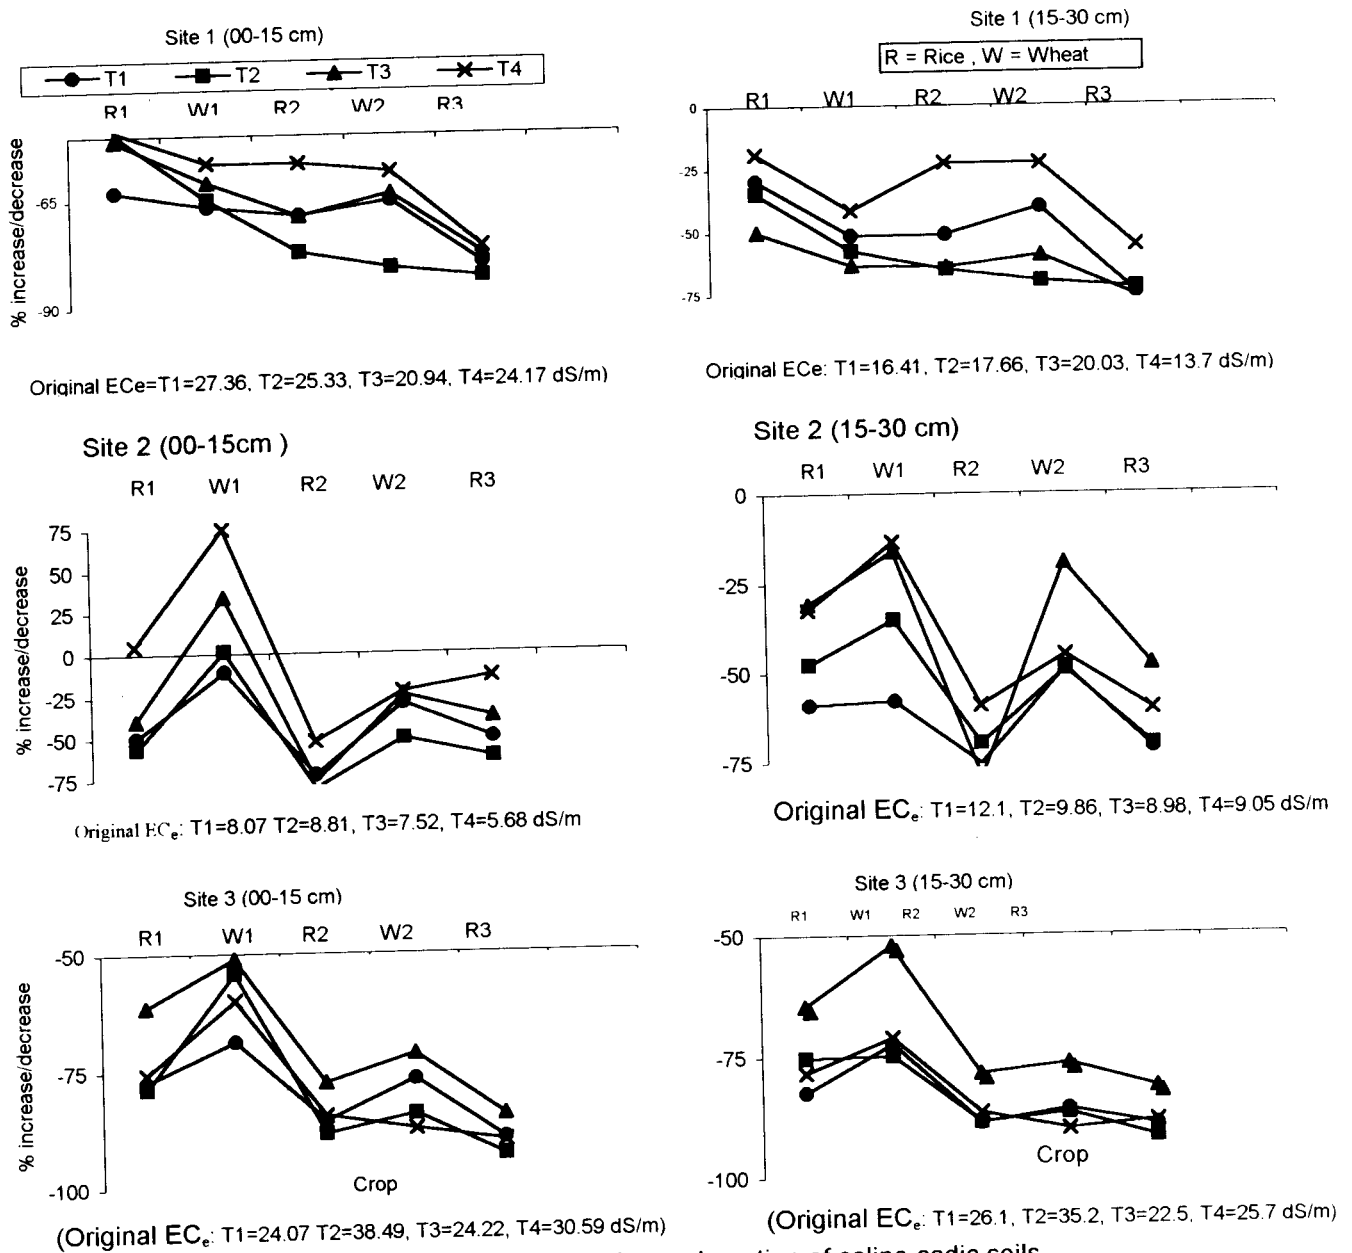 Site 1 (00-15 cm)
T1 T2 T3 T4
R1 W1 R2 W2 R3
% increase/decrease
-65
-90
Original ECe=T1=27.36, T2=25.33, T3=20.94, T4=24.17 dS/m)
Site 1 (15-30 cm)
R = Rice , W = Wheat
R1 W1 R2 W2 R3
0
-25
-50
-75
Original ECe: T1=16.41, T2=17.66, T3=20.03, T4=13.7 dS/m)
Site 2 (00-15cm )
R1 W1 R2 W2 R3
% increase/decrease
75
50
25
0
-25
-50
-75
Original ECe: T1=8.07 T2=8.81, T3=7.52, T4=5.68 dS/m
Site 2 (15-30 cm)
R1 W1 R2 W2 R3
0
-25
-50
-75
Original ECe: T1=12.1, T2=9.86, T3=8.98, T4=9.05 dS/m
Site 3 (00-15 cm)
R1 W1 R2 W2 R3
% increase/decrease
-50
-75
-100
Crop
(Original ECe: T1=24.07 T2=38.49, T3=24.22, T4=30.59 dS/m)
Site 3 (15-30 cm)
R1 W1 R2 W2 R3
-50
-75
-100
Crop
(Original ECe: T1=26.1, T2=35.2, T3=22.5, T4=25.7 dS/m)
of saline-sodic soils